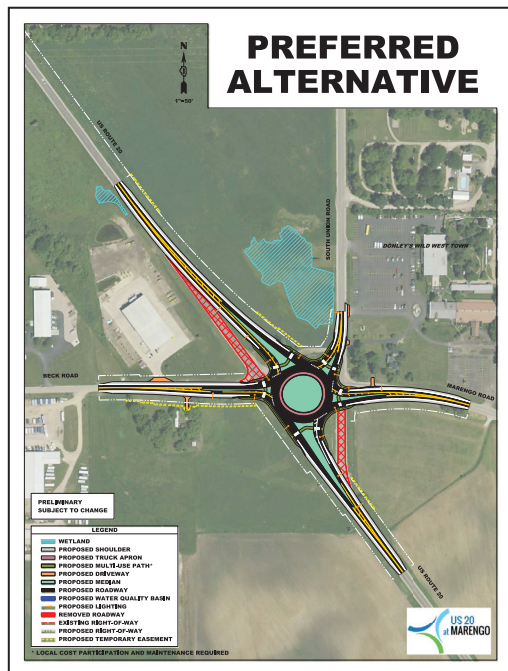 PREFERRED
ALTERNATIVE
N
1"=50'
US ROUTE 20
SOUTH UNION ROAD
DONLEY'S WILD WEST TOWN
BECK ROAD
MARENGO ROAD
US ROUTE 20
PRELIMINARY
SUBJECT TO CHANGE
LEGEND
WETLAND
PROPOSED SHOULDER
PROPOSED TRUCK APRON
PROPOSED MULTI-USE PATH*
PROPOSED DRIVEWAY
PROPOSED MEDIAN
PROPOSED ROADWAY
PROPOSED WATER QUALITY BASIN
PROPOSED LIGHTING
REMOVED ROADWAY
EXISTING RIGHT-OF-WAY
PROPOSED RIGHT-OF-WAY
PROPOSED TEMPORARY EASEMENT
* LOCAL COST PARTICIPATION AND MAINTENANCE REQUIRED
US 20
at MARENGO